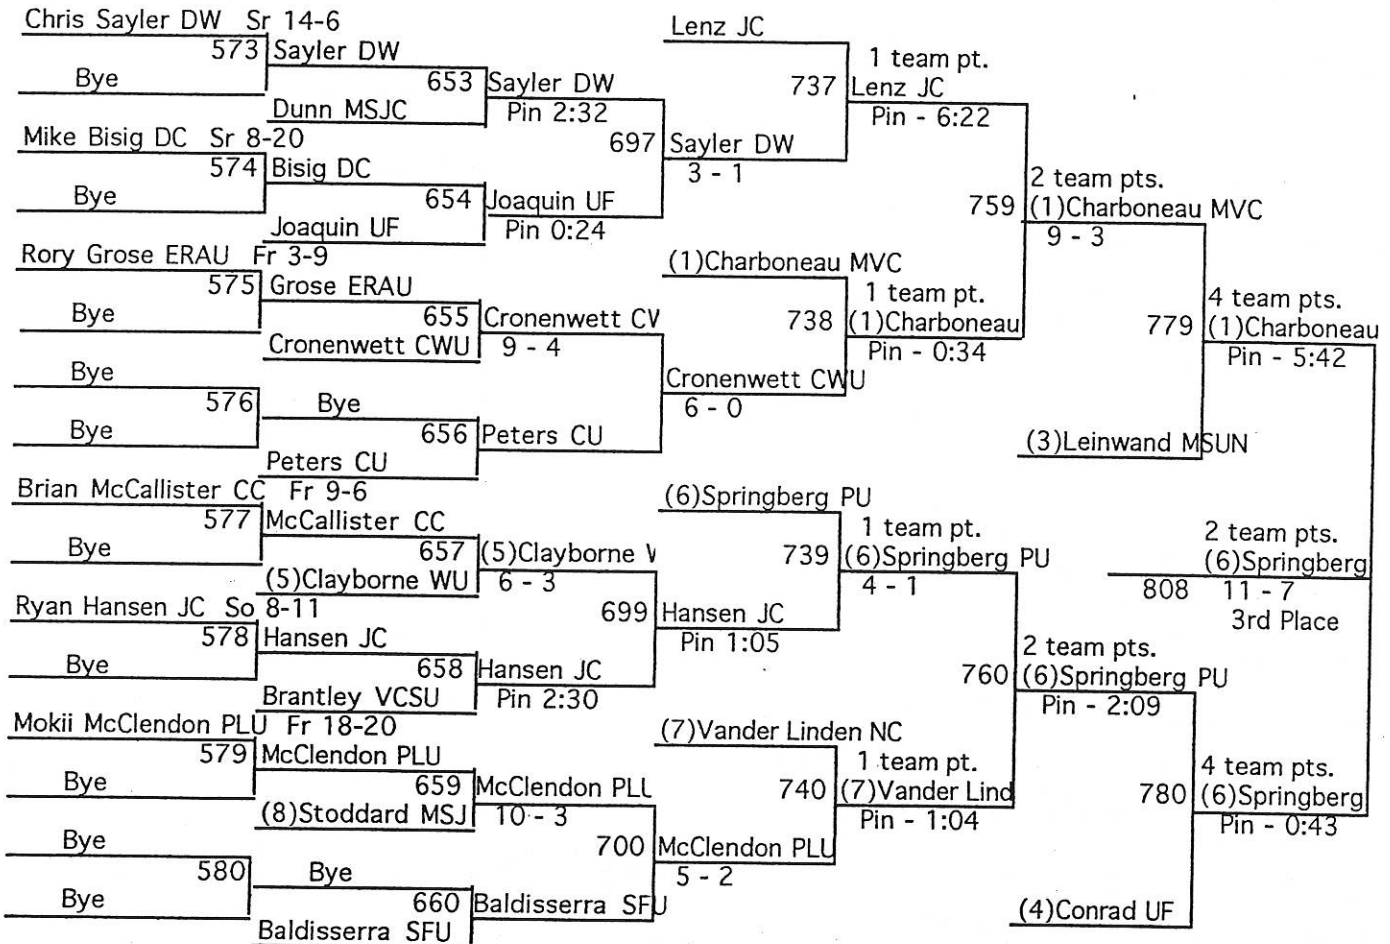 Chris Sayler DW Sr 14-6
573
Sayler DW
Bye
653
Sayler DW
Dunn MSJC
Pin 2:32
Mike Bisig DC Sr 8-20
697
Sayler DW
3 - 1
574
Bisig DC
Bye
654
Joaquin UF
Joaquin UF
Pin 0:24
Rory Grose ERAU Fr 3-9
575
Grose ERAU
Bye
655
Cronenwett CW
Cronenwett CWU
9 - 4
Bye
Cronenwett CWU
6 - 0
576
Bye
Bye
656
Peters CU
Peters CU
Brian McCallister CC Fr 9-6
577
McCallister CC
Bye
657
(5)Clayborne W
(5)Clayborne WU
6 - 3
Ryan Hansen JC So 8-11
699
Hansen JC
Pin 1:05
578
Hansen JC
Bye
658
Hansen JC
Brantley VCSU
Pin 2:30
Mokii McClendon PLU Fr 18-20
579
McClendon PLU
Bye
659
McClendon PLU
(8)Stoddard MSJ
10 - 3
Bye
700
McClendon PLU
5 - 2
580
Bye
Bye
660
Baldisserra SFU
Baldisserra SFU
Lenz JC
1 team pt.
737
Lenz JC
Pin - 6:22
2 team pts.
759
(1)Charboneau MVC
9 - 3
(1)Charboneau MVC
1 team pt.
738
(1)Charboneau
Pin - 0:34
4 team pts.
779
(1)Charboneau
Pin - 5:42
(3)Leinwand MSUN
(6)Springberg PU
1 team pt.
739
(6)Springberg PU
4 - 1
2 team pts.
(6)Springberg
808
11 - 7
3rd Place
2 team pts.
760
(6)Springberg PU
Pin - 2:09
(7)Vander Linden NC
1 team pt.
740
(7)Vander Lind
Pin - 1:04
4 team pts.
780
(6)Springberg
Pin - 0:43
(4)Conrad UF